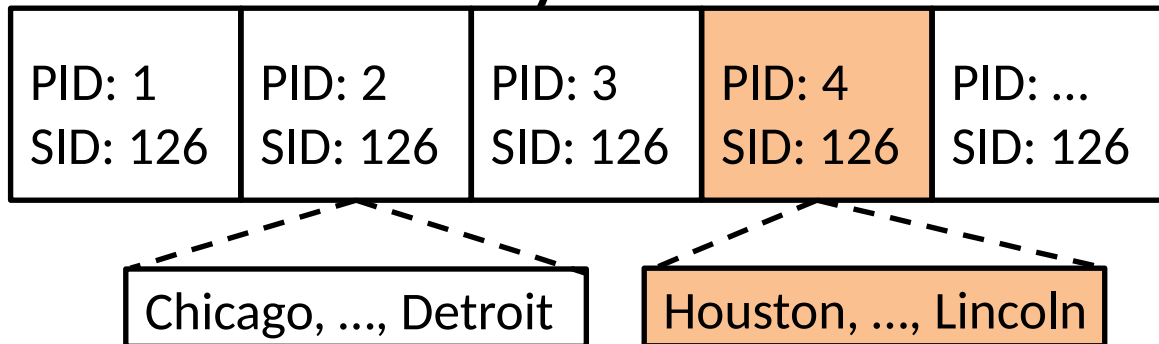 PID: 1
SID: 126
PID: 2
SID: 126
PID: 3
SID: 126
PID: 4
SID: 126
PID: ...
SID: 126
Chicago, ..., Detroit
Houston, ..., Lincoln